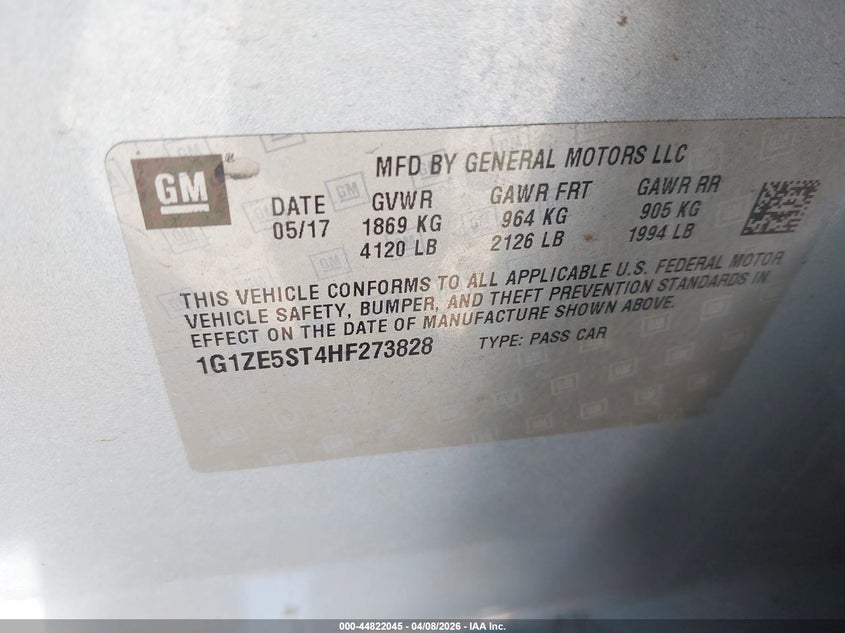 GM
MFD BY GENERAL MOTORS LLC
DATE GVWR GAWR FRT GAWR RR
05/17 1869 KG 964 KG 905 KG
4120 LB 2126 LB 1994 LB
THIS VEHICLE CONFORMS TO ALL APPLICABLE U.S. FEDERAL MOTOR
VEHICLE SAFETY, BUMPER, AND THEFT PREVENTION STANDARDS IN
EFFECT ON THE DATE OF MANUFACTURE SHOWN ABOVE.
1G1ZE5ST4HF273828 TYPE: PASS CAR
000-44822045 - 04/08/2026 - IAA Inc.